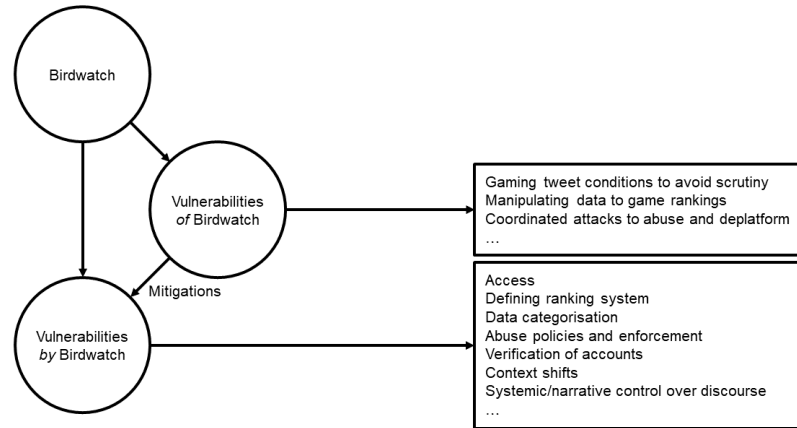 Birdwatch
Vulnerabilities
of Birdwatch
Gaming tweet conditions to avoid scrutiny
Manipulating data to game rankings
Coordinated attacks to abuse and deplatform
...
Mitigations
Vulnerabilities
by Birdwatch
Access
Defining ranking system
Data categorisation
Abuse policies and enforcement
Verification of accounts
Context shifts
Systemic/narrative control over discourse
...